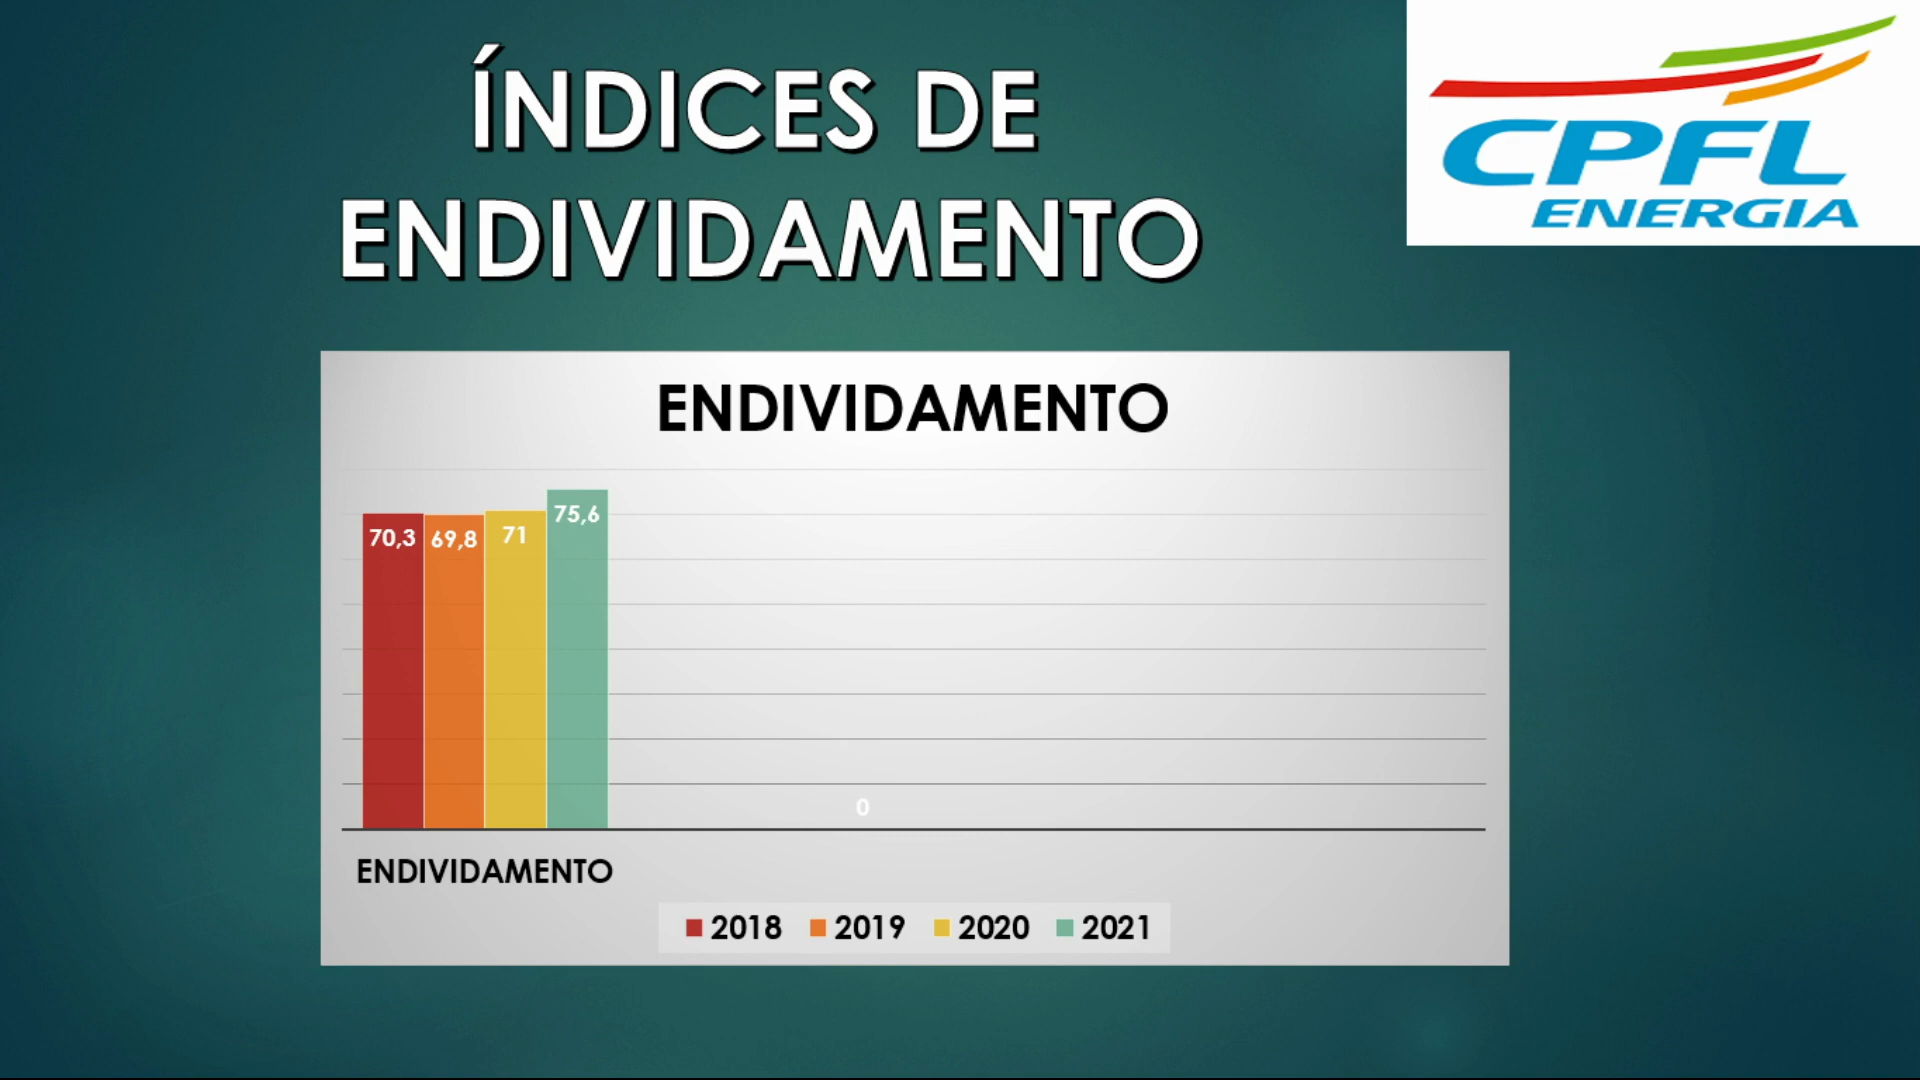 ÍNDICES DE
ENDIVIDAMENTO
CPFL
ENERGIA
ENDIVIDAMENTO
70,3 69,8 71 75,6
0
ENDIVIDAMENTO
2018 2019 2020 2021